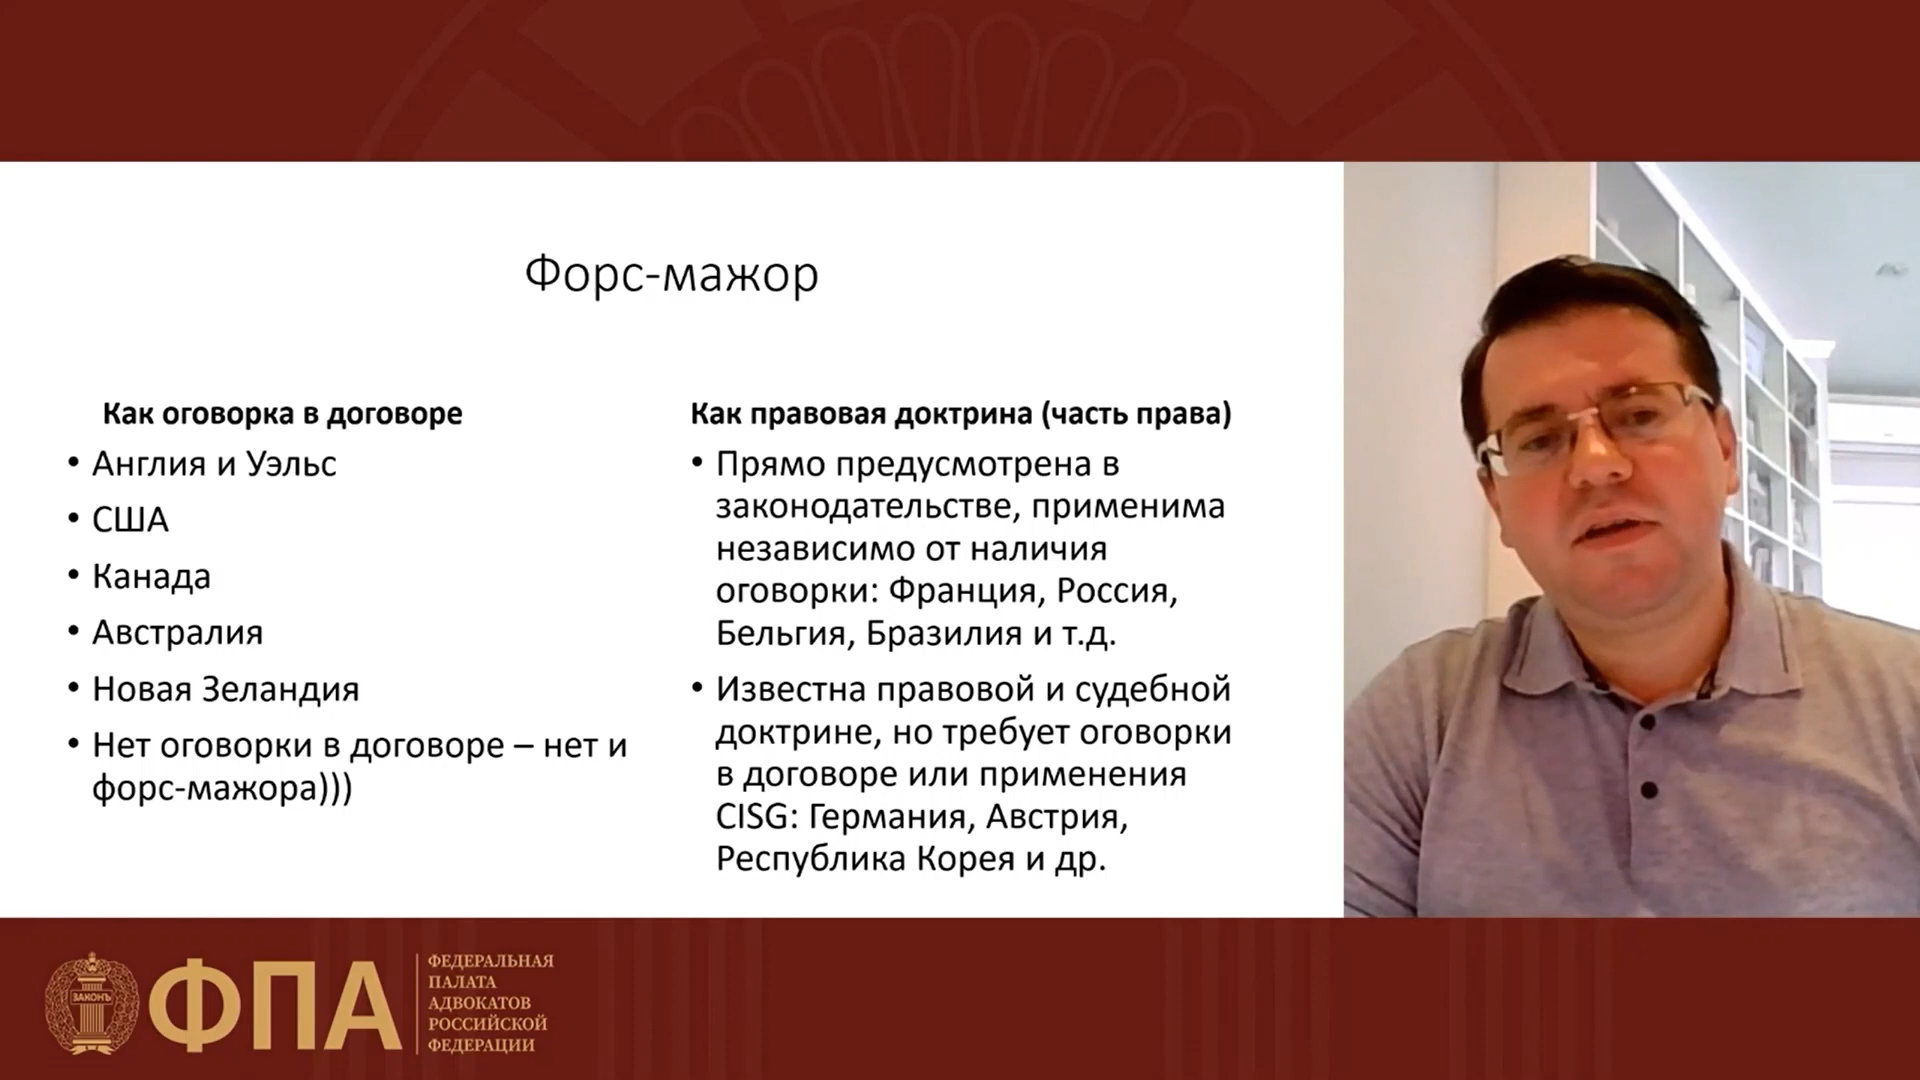 Форс-мажор
Как оговорка в договоре
• Англия и Уэльс
• США
• Канада
• Австралия
• Новая Зеландия
• Нет оговорки в договоре – нет и
форс-мажора)))
Как правовая доктрина (часть права)
• Прямо предусмотрена в
законодательстве, применима
независимо от наличия
оговорки: Франция, Россия,
Бельгия, Бразилия и т.д.
• Известна правовой и судебной
доктрине, но требует оговорки
в договоре или применения
CISG: Германия, Австрия,
Республика Корея и др.
ЗАКОНЪ
ФПА
ФЕДЕРАЛЬНАЯ
ПАЛАТА
АДВОКАТОВ
РОССИЙСКОЙ
ФЕДЕРАЦИИ